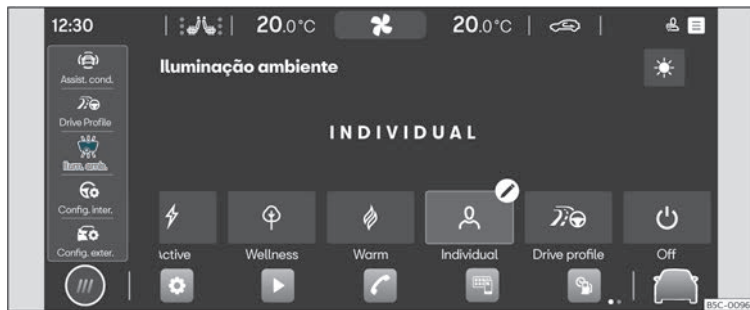 12:30
20.0°C
20.0°C
Assist. cond.
Drive Profile
Ilum. amb.
Config. inter.
Config. exter.
Iluminação ambiente
INDIVIDUAL
Active
Wellness
Warm
Individual
Drive profile
Off
B5C-0096